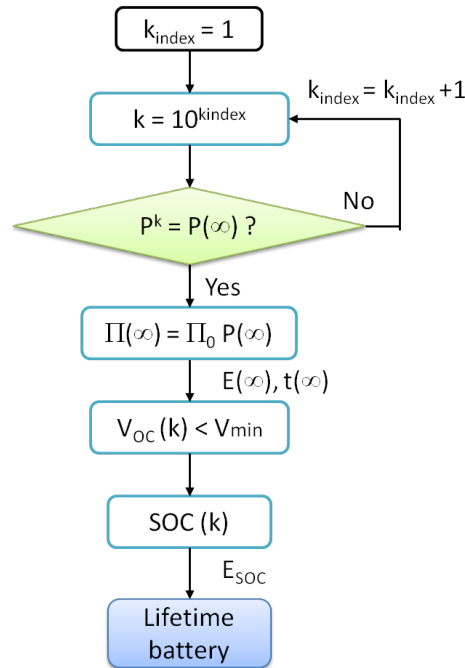 k_index = 1
k = 10^kindex
k_index = k_index +1
P^k = P(∞) ?
No
Yes
Π(∞) = Π_0 P(∞)
E(∞), t(∞)
V_OC (k) < Vmin
SOC (k)
E_SOC
Lifetime
battery